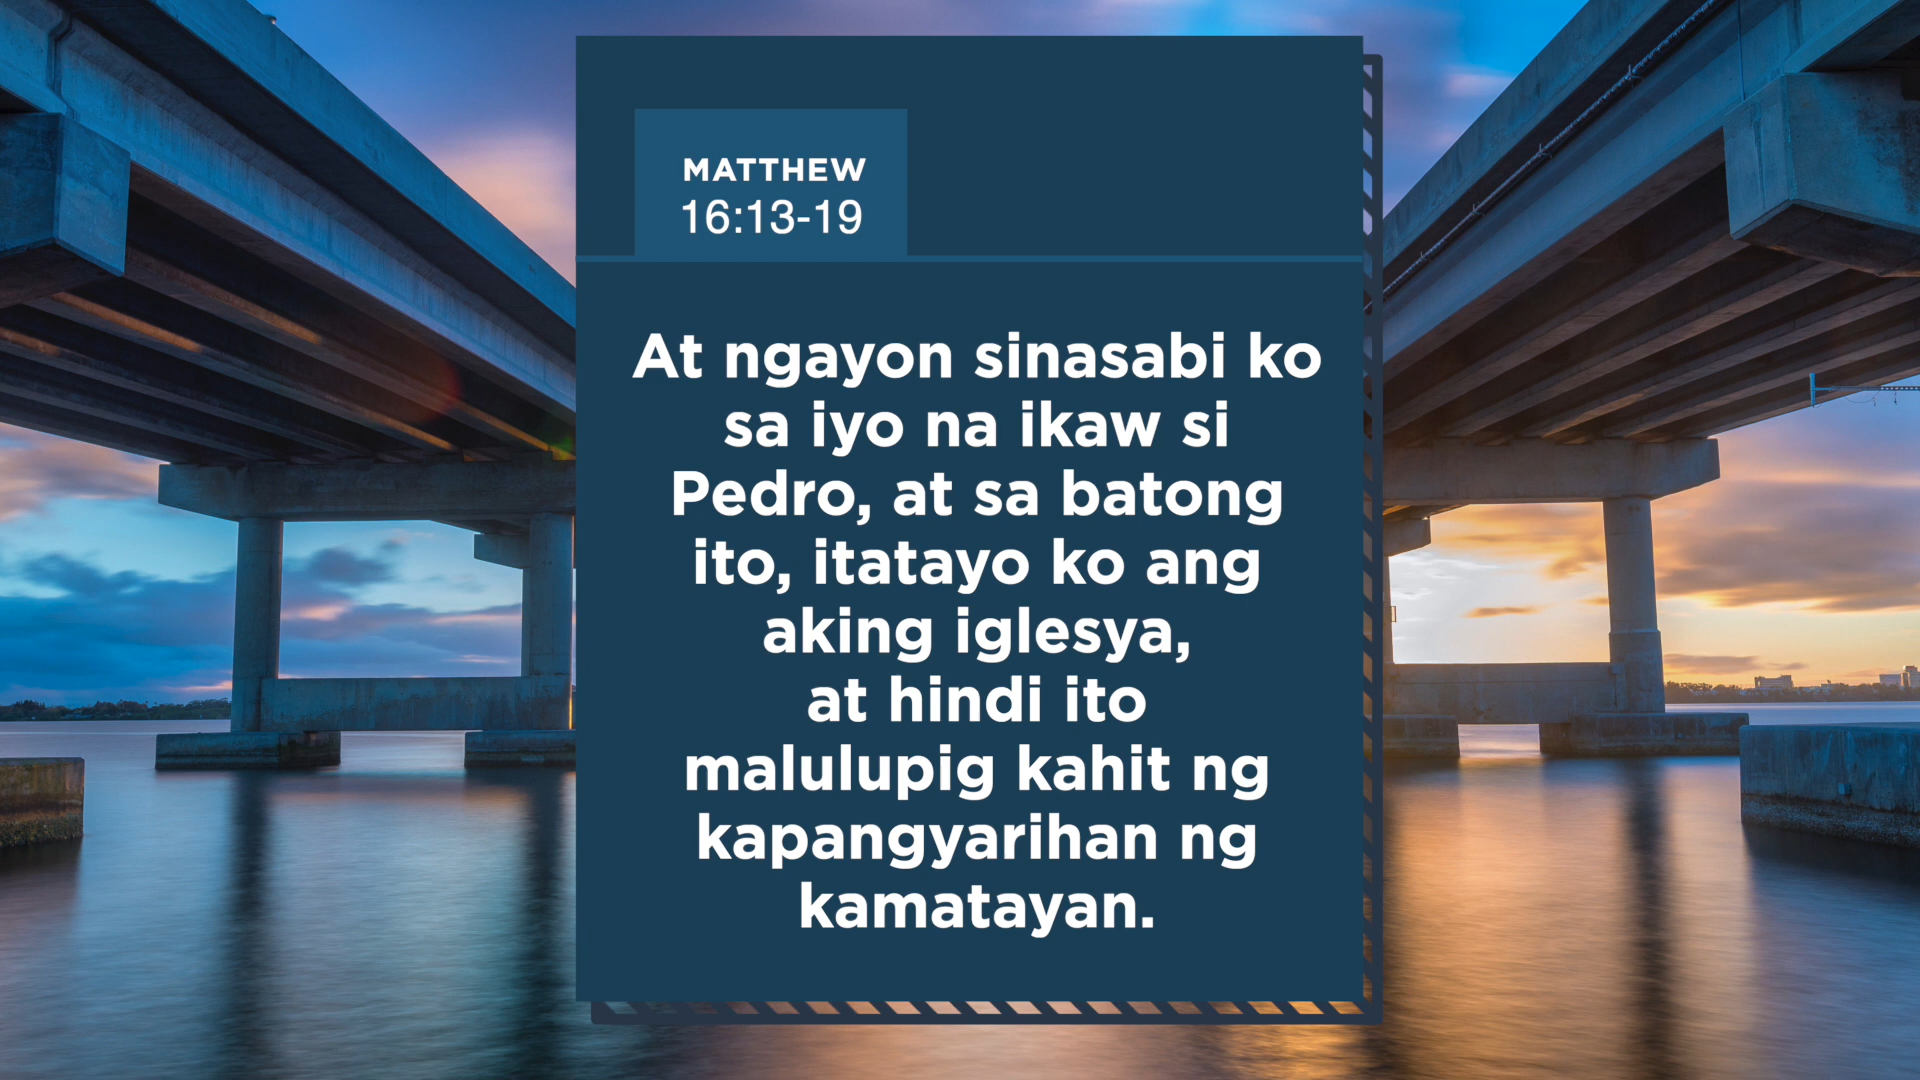 MATTHEW
16:13-19
At ngayon sinasabi ko
sa iyo na ikaw si
Pedro, at sa batong
ito, itatayo ko ang
aking iglesya,
at hindi ito
malulupig kahit ng
kapangyarihan ng
kamatayan.